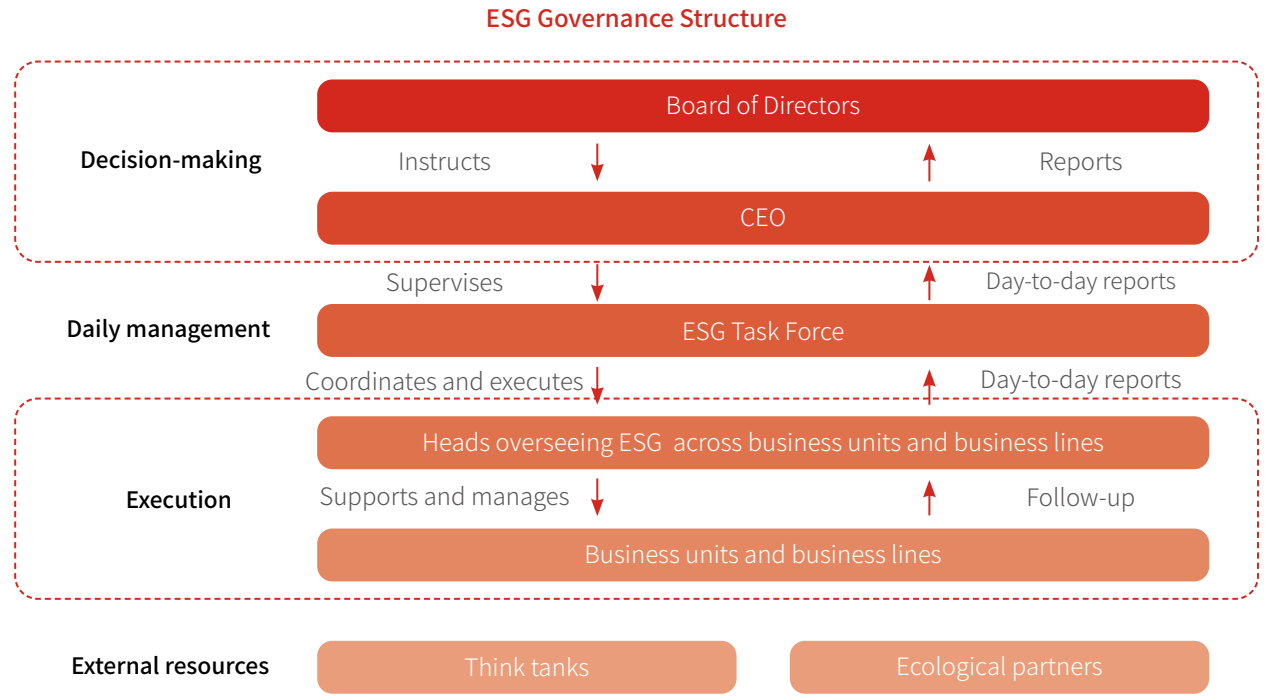 ESG Governance Structure
Board of Directors
Decision-making
Instructs
Reports
CEO
Supervises
Day-to-day reports
Daily management
ESG Task Force
Coordinates and executes
Day-to-day reports
Heads overseeing ESG across business units and business lines
Execution
Supports and manages
Follow-up
Business units and business lines
External resources
Think tanks
Ecological partners